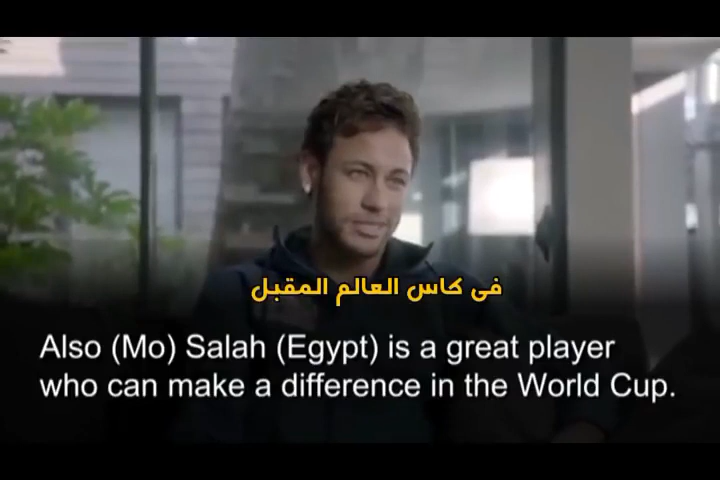 فى كاس العالم المقبل
Also (Mo) Salah (Egypt) is a great player
who can make a difference in the World Cup.